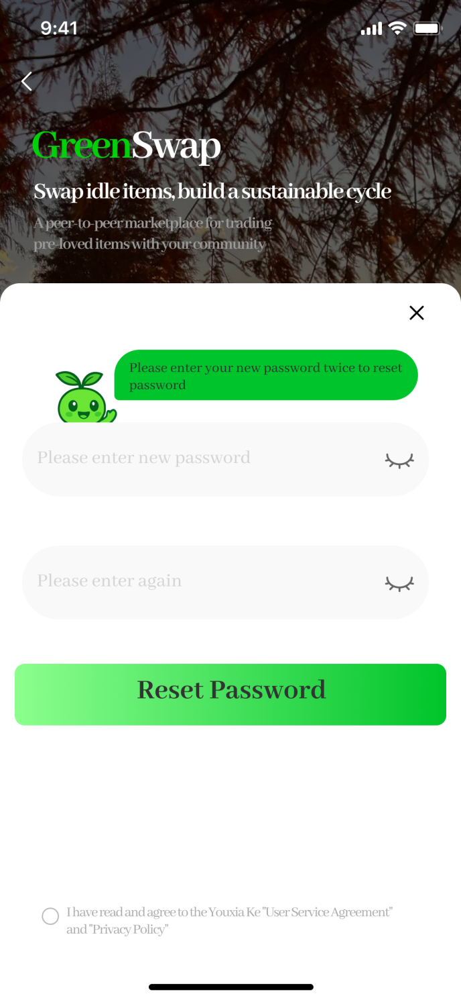 9:41
GreenSwap
Swap idle items, build a sustainable cycle
A peer-to-peer marketplace for trading
pre-loved items with your community
Please enter your new password twice to reset
password
Please enter new password
Please enter again
Reset Password
I have read and agree to the Youxia Ke "User Service Agreement"
and "Privacy Policy"